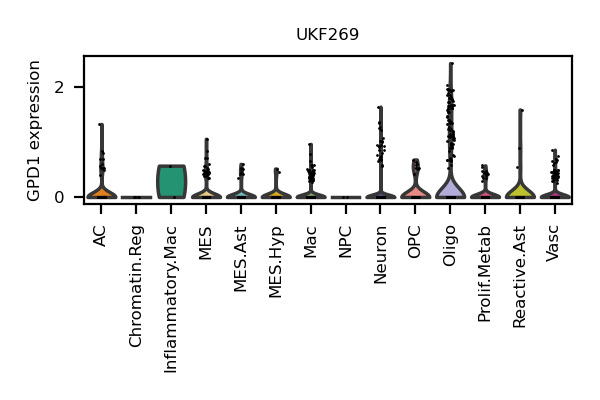 UKF269
GPD1 expression
2
0
AC
Chromatin.Reg
Inflammatory.Mac
MES
MES.Ast
MES.Hyp
Mac
NPC
Neuron
OPC
Oligo
Prolif.Metab
Reactive.Ast
Vasc